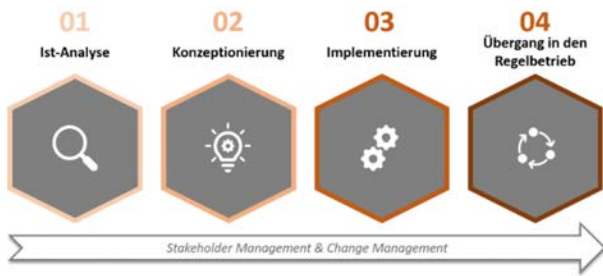 01
Ist-Analyse
02
Konzeptionierung
03
Implementierung
04
Übergang in den
Regelbetrieb
Stakeholder Management & Change Management